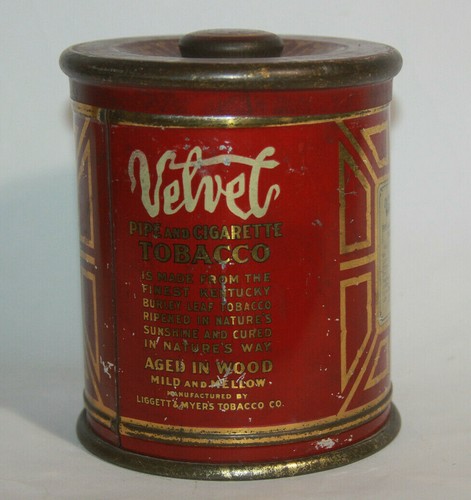 Velvet
PIPE AND CIGARETTE
TOBACCO
IS MADE FROM THE
FINEST KENTUCKY
BURLEY LEAF TOBACCO
RIPENED IN NATURE'S
SUNSHINE AND CURED
IN NATURE'S WAY
AGED IN WOOD
MILD AND MELLOW
MANUFACTURED BY
LIGGETT & MYERS TOBACCO CO.